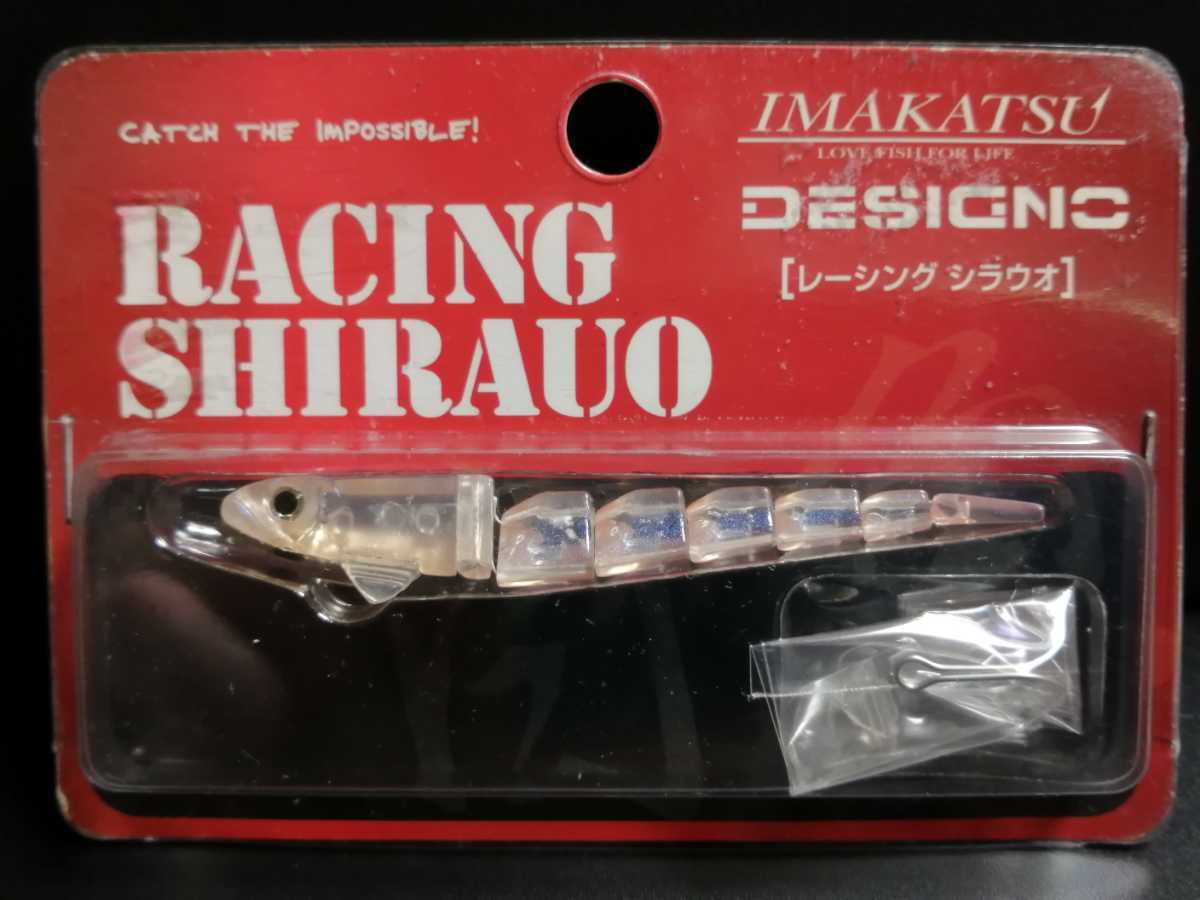 CATCH THE IMPOSSIBLE!
IMAKATSU
LOVE FISH FOR LIFE
DESIGNO
[レーシング シラウオ]
RACING
SHIRAUO